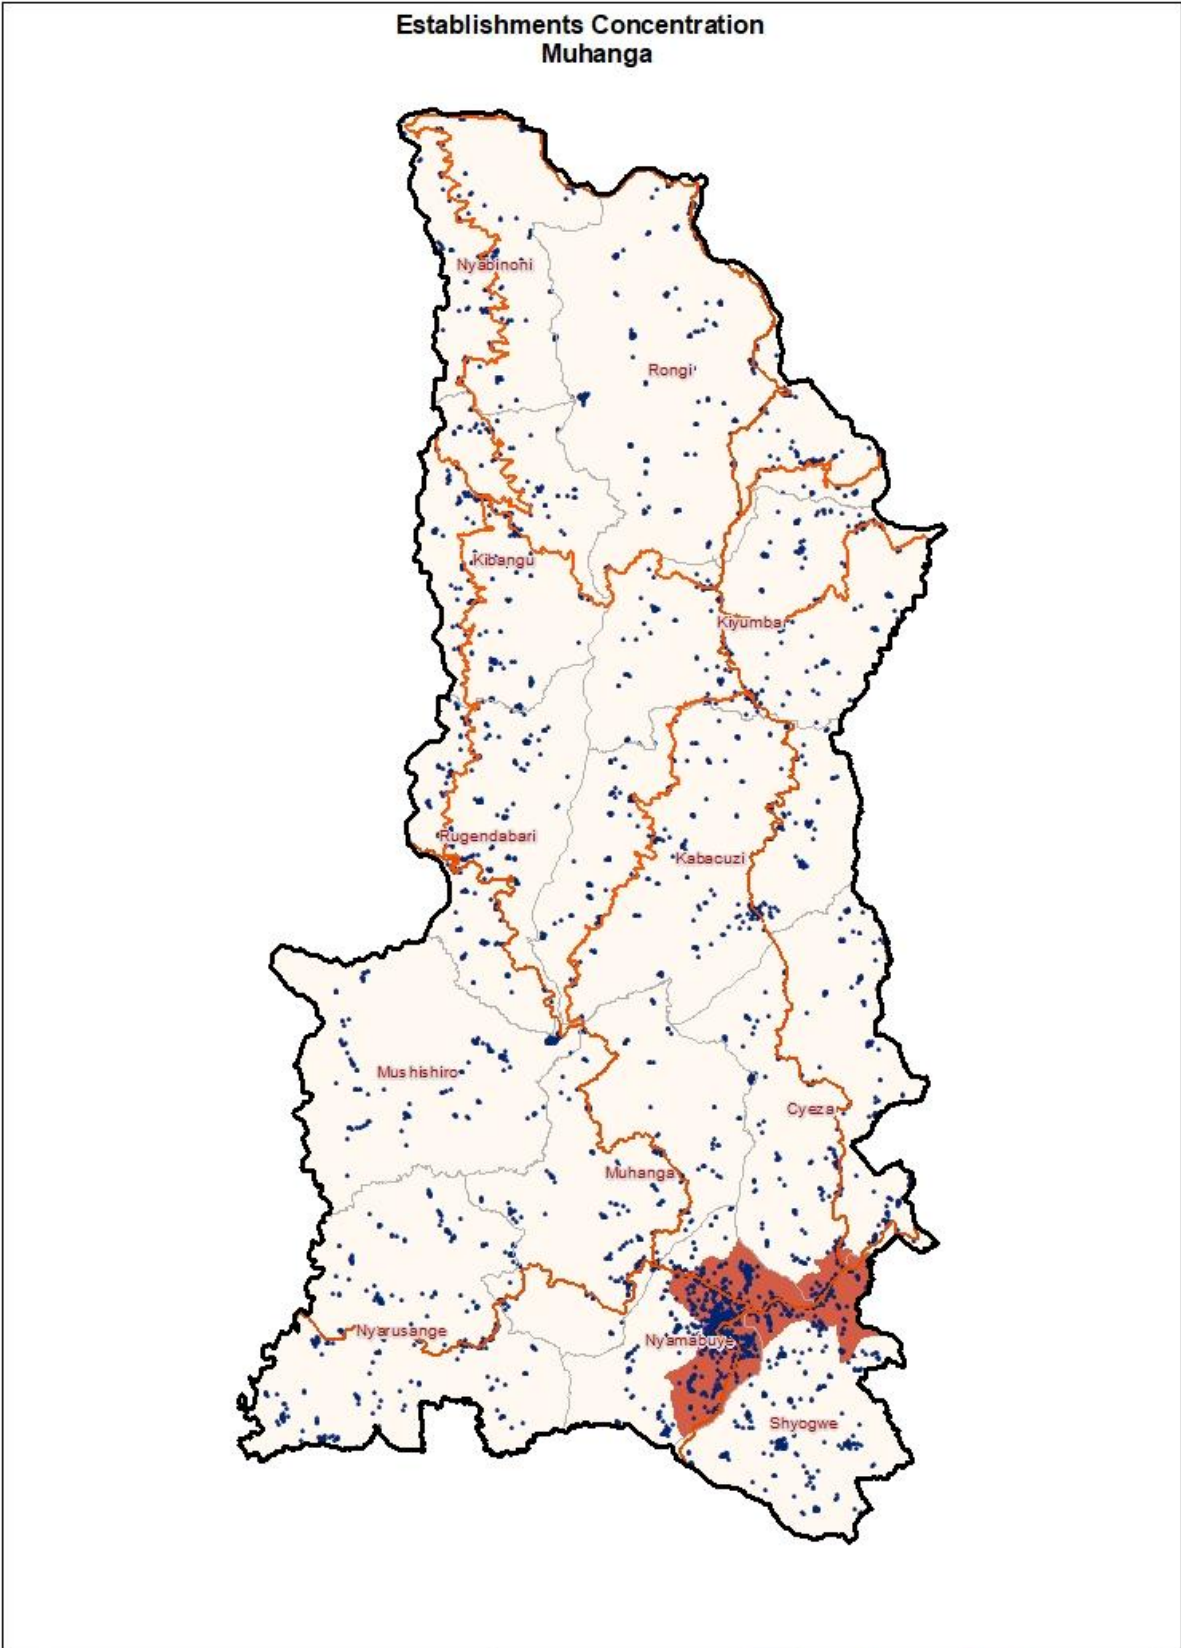 Establishments Concentration
Muhanga
Nyabinoni
Rongi
Kibangu
Kiyumba
Rugendabari
Kabacuzi
Mushishiro
Cyeza
Muhanga
Nyarusange
Nyamabuye
Shyogwe